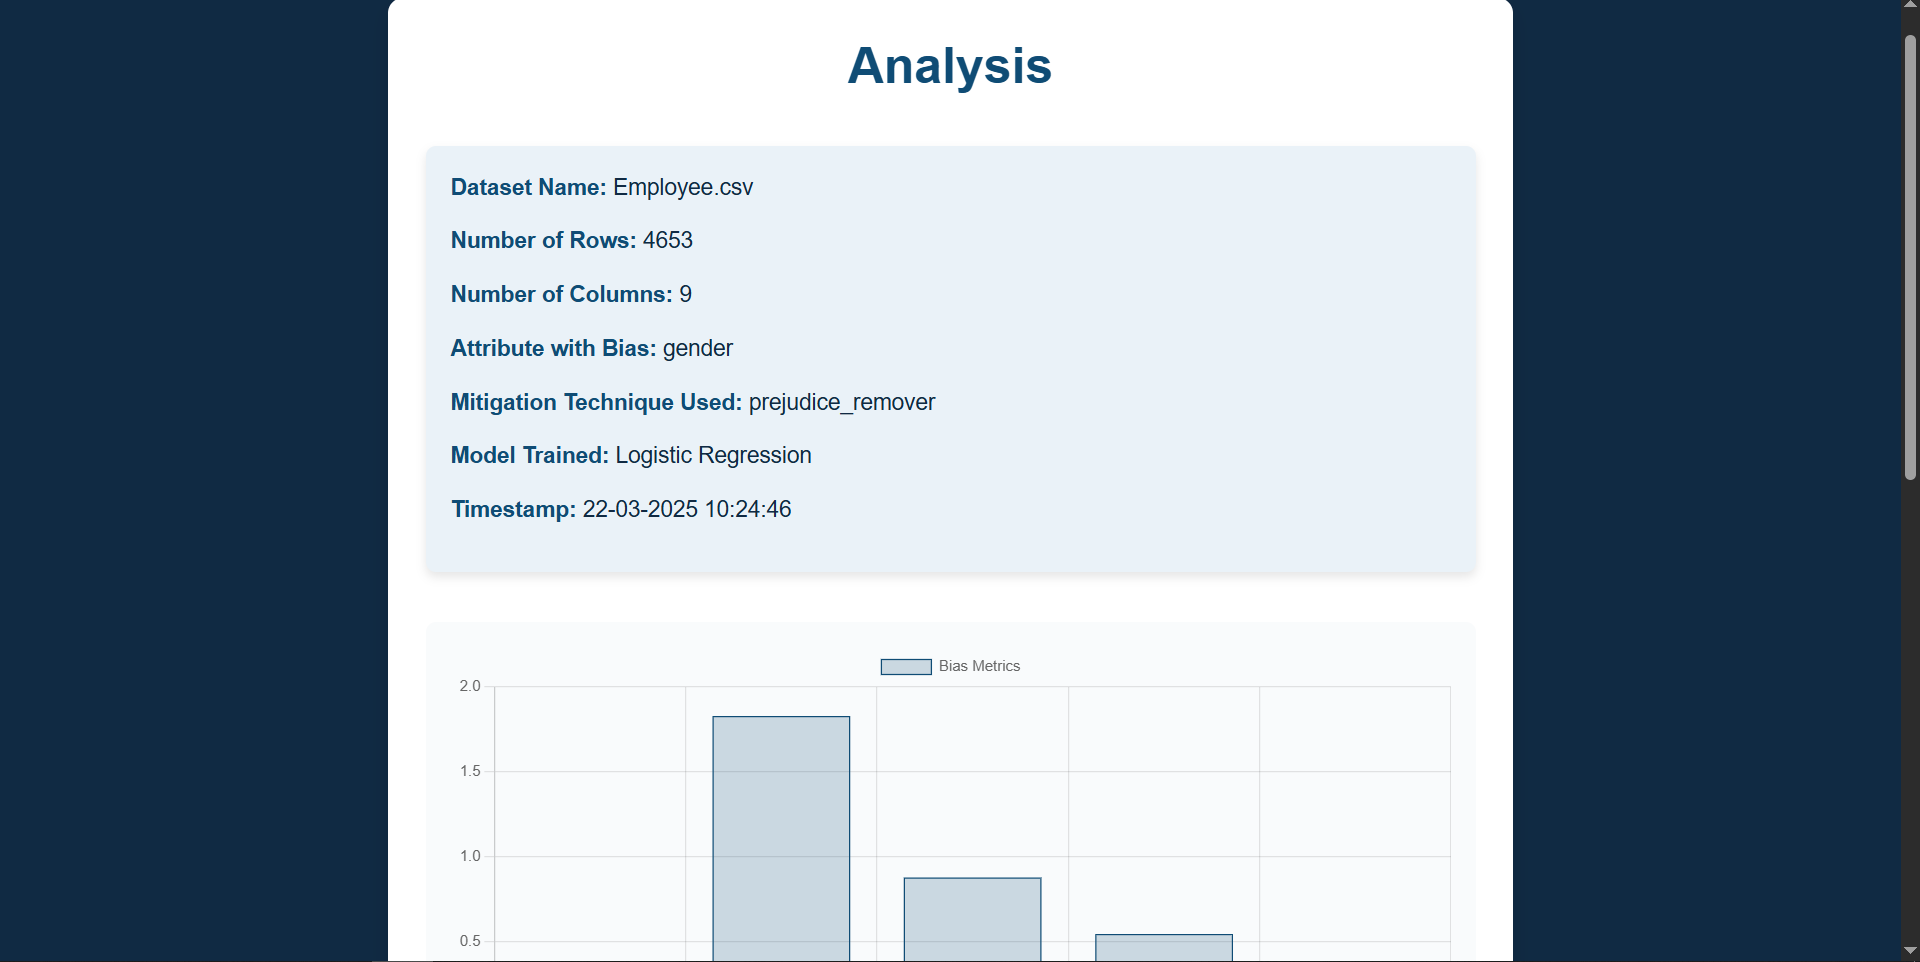 Analysis
Dataset Name: Employee.csv
Number of Rows: 4653
Number of Columns: 9
Attribute with Bias: gender
Mitigation Technique Used: prejudice_remover
Model Trained: Logistic Regression
Timestamp: 22-03-2025 10:24:46
Bias Metrics
2.0
1.5
1.0
0.5